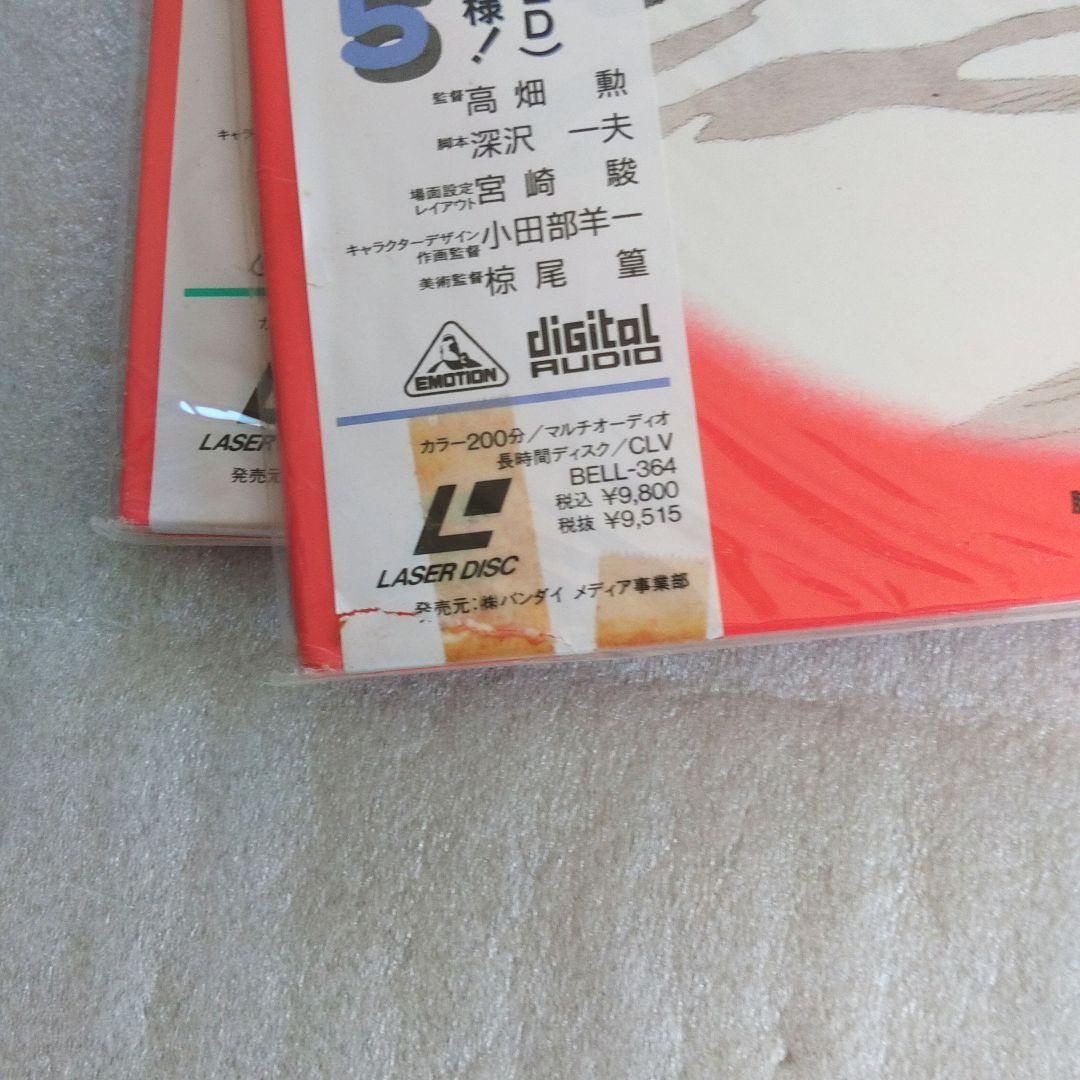 5
D)
様!
監督 高畑 勲
脚本 深沢 一夫
場面設定
レイアウト 宮崎 駿
キャラクターデザイン
作画監督 小田部羊一
美術監督 椋尾 篁
EMOTION
digital
AUDIO
カラー200分/マルチオーディオ
長時間ディスク/CLV
BELL-364
税込 ¥9,800
税抜 ¥9,515
LASER DISC
発売元:㈱バンダイ メディア事業部
キャラ
カ
LASER
発売元